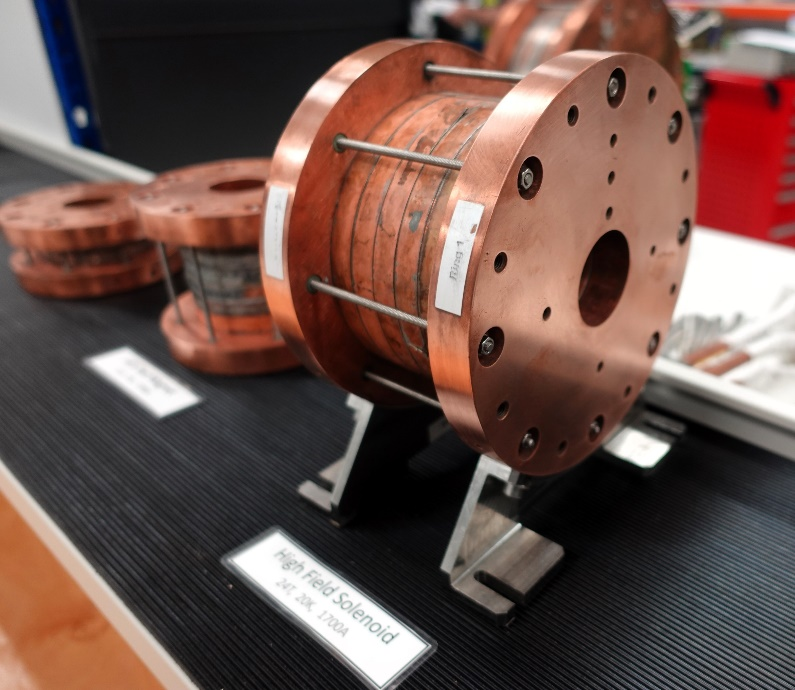 Ring 1
High Field Solenoid
24T, 20K, 1700A